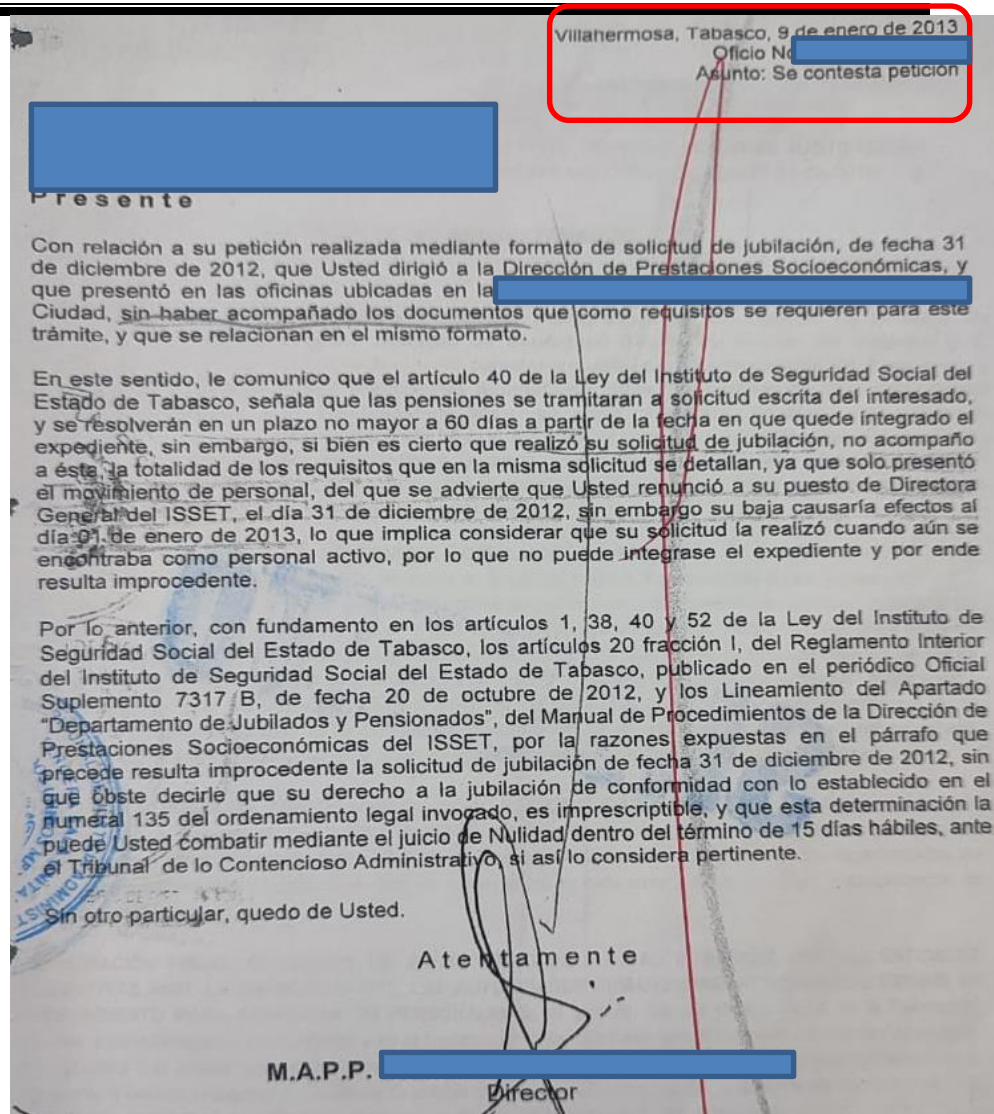 Villahermosa, Tabasco, 9 de enero de 2013
Oficio No
Asunto: Se contesta petición
Presente
Con relación a su petición realizada mediante formato de solicitud de jubilación, de fecha 31
de diciembre de 2012, que Usted dirigió a la Dirección de Prestaciones Socioeconómicas, y
que presentó en las oficinas ubicadas en la
Ciudad, sin haber acompañado los documentos que como requisitos se requieren para este
trámite, y que se relacionan en el mismo formato.
En este sentido, le comunico que el artículo 40 de la Ley del Instituto de Seguridad Social del
Estado de Tabasco, señala que las pensiones se tramitaran a solicitud escrita del interesado,
y se resolverán en un plazo no mayor a 60 días a partir de la fecha en que quede integrado el
expediente, sin embargo, si bien es cierto que realizó su solicitud de jubilación, no acompaño
a ésta, la totalidad de los requisitos que en la misma solicitud se detallan, ya que solo presentó
el movimiento de personal, del que se advierte que Usted renunció a su puesto de Directora
General del ISSET, el día 31 de diciembre de 2012, sin embargo su baja causaría efectos al
día 01 de enero de 2013, lo que implica considerar que su solicitud la realizó cuando aún se
encontraba como personal activo, por lo que no puede integrase el expediente y por ende
resulta improcedente.
Por lo anterior, con fundamento en los artículos 1, 38, 40 y 52 de la Ley del Instituto de
Seguridad Social del Estado de Tabasco, los artículos 20 fracción I, del Reglamento Interior
del Instituto de Seguridad Social del Estado de Tabasco, publicado en el periódico Oficial
Suplemento 7317 B, de fecha 20 de octubre de 2012, y los Lineamiento del Apartado
"Departamento de Jubilados y Pensionados", del Manual de Procedimientos de la Dirección de
Prestaciones Socioeconómicas del ISSET, por la razones expuestas en el párrafo que
precede resulta improcedente la solicitud de jubilación de fecha 31 de diciembre de 2012, sin
que obste decirle que su derecho a la jubilación de conformidad con lo establecido en el
numeral 135 del ordenamiento legal invocado, es imprescriptible, y que esta determinación la
puede Usted combatir mediante el juicio de Nulidad dentro del término de 15 días hábiles, ante
el Tribunal de lo Contencioso Administrativo, si así lo considera pertinente.
Sin otro particular, quedo de Usted.
Atentamente
M.A.P.P.
Director